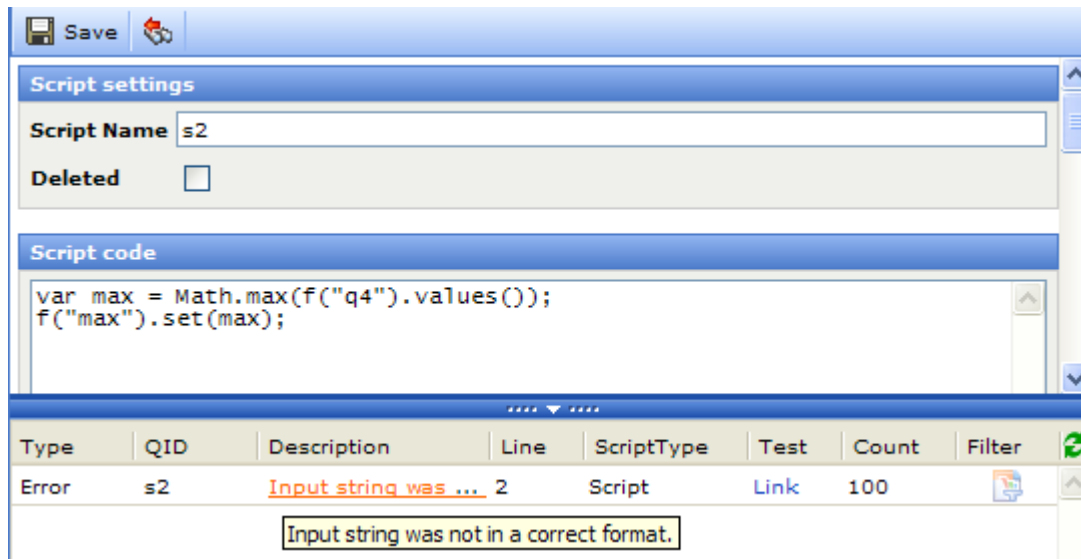 Save
Script settings
Script Name s2
Deleted
Script code
var max = Math.max(f("q4").values());
f("max").set(max);
Type QID Description Line ScriptType Test Count Filter
Error s2 Input string was ... 2 Script Link 100
Input string was not in a correct format.